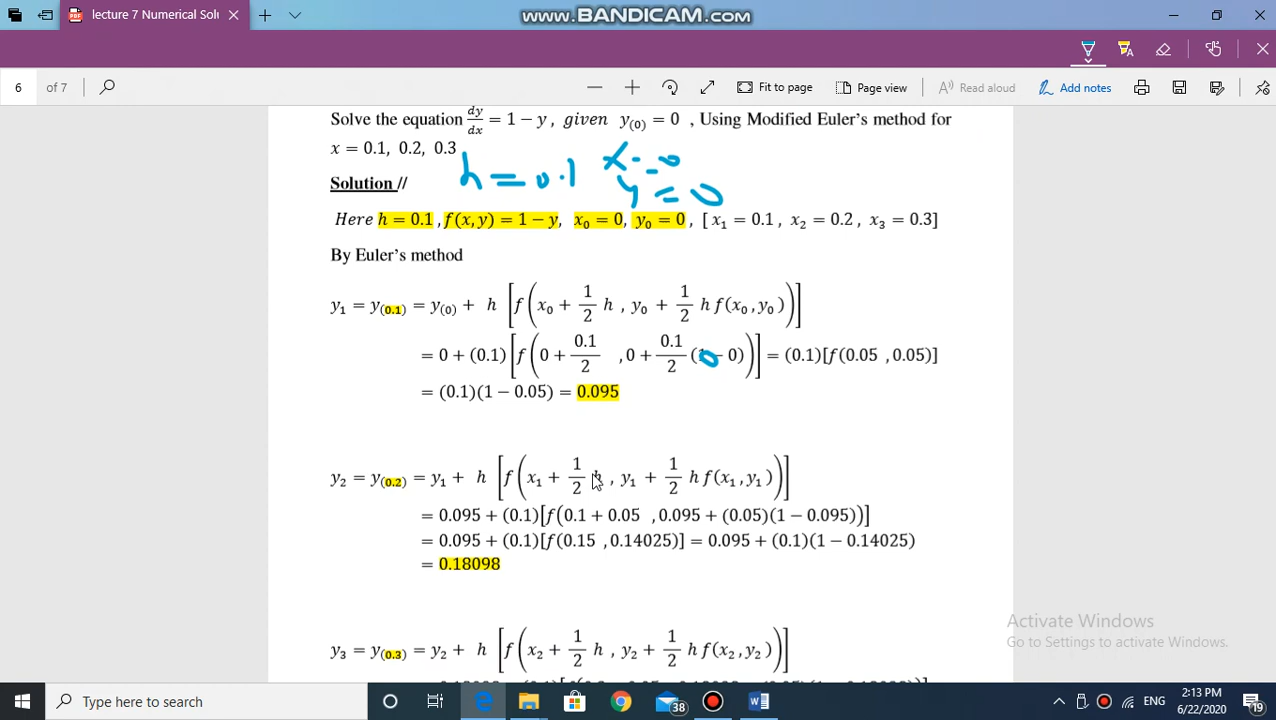 www.BANDICAM.com
lecture 7 Numerical Sol
6 of 7
Fit to page
Page view
Read aloud
Add notes
Solve the equation dy/dx = 1 − y, given y(0) = 0 , Using Modified Euler's method for
x = 0.1, 0.2, 0.3
h = 0.1 x = 0
y = 0
Solution //
Here h = 0.1 , f(x, y) = 1 − y, x₀ = 0, y₀ = 0 , [ x₁ = 0.1 , x₂ = 0.2 , x₃ = 0.3]
By Euler's method
y₁ = y(0.1) = y(0) + h [f(x₀ + 1/2 h , y₀ + 1/2 h f(x₀, y₀))]
= 0 + (0.1)[f(0 + 0.1/2 , 0 + 0.1/2 (1 − 0))] = (0.1)[f(0.05 , 0.05)]
= (0.1)(1 − 0.05) = 0.095
y₂ = y(0.2) = y₁ + h [f(x₁ + 1/2 h , y₁ + 1/2 h f(x₁, y₁))]
= 0.095 + (0.1)[f(0.1 + 0.05 , 0.095 + (0.05)(1 − 0.095))]
= 0.095 + (0.1)[f(0.15 , 0.14025)] = 0.095 + (0.1)(1 − 0.14025)
= 0.18098
y₃ = y(0.3) = y₂ + h [f(x₂ + 1/2 h , y₂ + 1/2 h f(x₂, y₂))]
Activate Windows
Go to Settings to activate Windows.
Type here to search
38
ENG
2:13 PM
6/22/2020
19